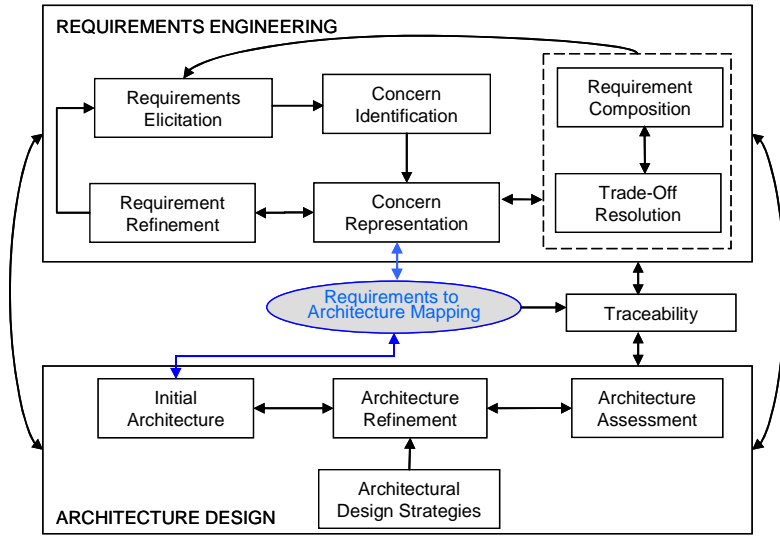 REQUIREMENTS ENGINEERING
Requirements
Elicitation
Concern
Identification
Requirement
Composition
Requirement
Refinement
Concern
Representation
Trade-Off
Resolution
Requirements to
Architecture Mapping
Traceability
Initial
Architecture
Architecture
Refinement
Architecture
Assessment
Architectural
Design Strategies
ARCHITECTURE DESIGN